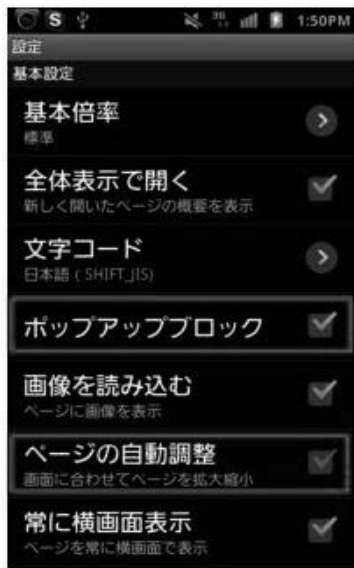 S 3G 1:50PM
設定
基本設定
基本倍率
標準
全体表示で開く
新しく開いたページの概要を表示
文字コード
日本語 ( SHIFT_JIS)
ポップアップブロック
画像を読み込む
ページに画像を表示
ページの自動調整
画面に合わせてページを拡大縮小
常に横画面表示
ページを常に横画面で表示